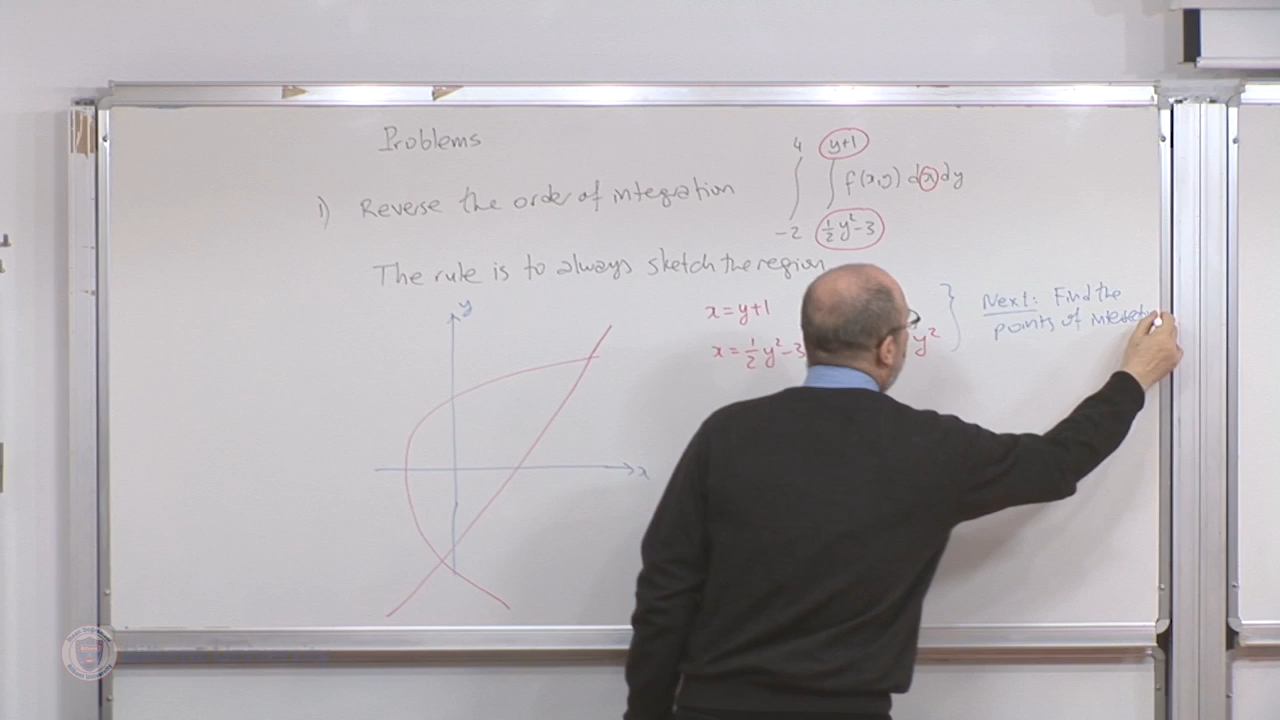 Problems
1) Reverse the order of integration ∫_{-2}^{4} ∫_{½y²-3}^{y+1} f(x,y) dx dy
The rule is to always sketch the region
y
x
x = y+1
x = ½y²-3
y²
} Next: Find the
points of